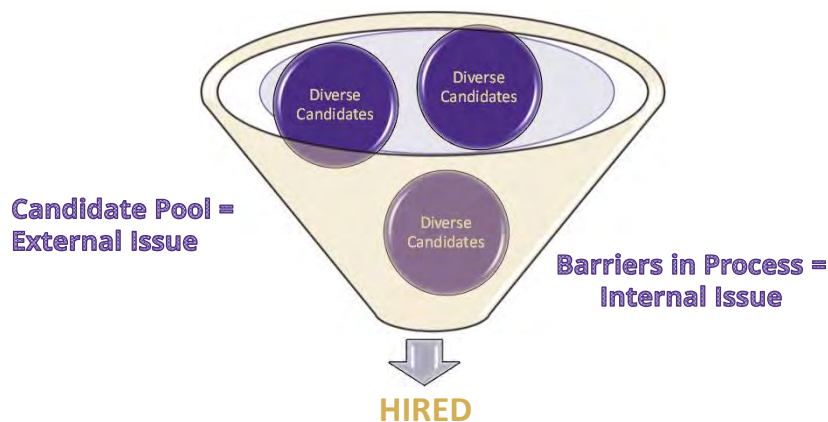 Diverse
Candidates
Diverse
Candidates
Diverse
Candidates
Candidate Pool =
External Issue
Barriers in Process =
Internal Issue
HIRED